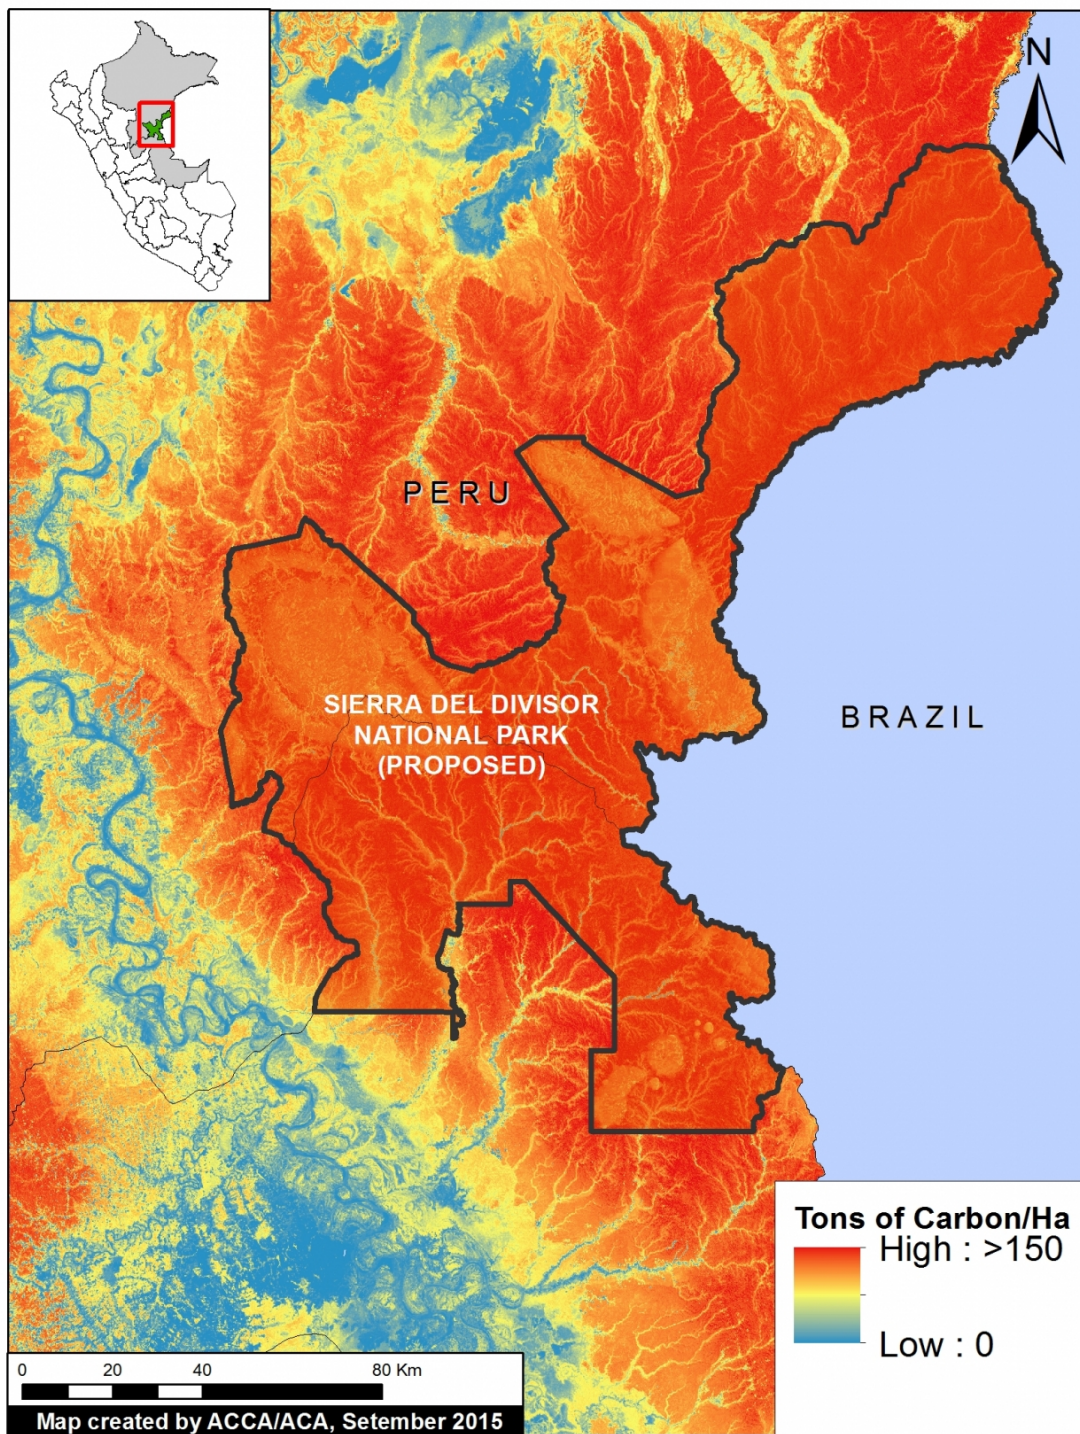 N
PERU
SIERRA DEL DIVISOR
NATIONAL PARK
(PROPOSED)
BRAZIL
Tons of Carbon/Ha
High : >150
Low : 0
0 20 40 80 Km
Map created by ACCA/ACA, Setember 2015